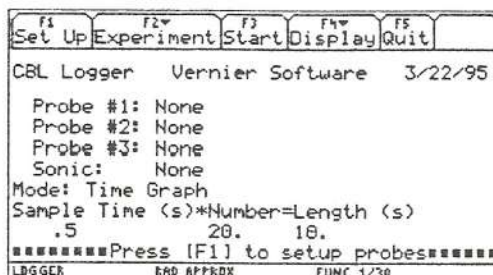 F1 F2▾ F3 F4▾ F5
Set Up Experiment Start Display Quit
CBL Logger Vernier Software 3/22/95
Probe #1: None
Probe #2: None
Probe #3: None
Sonic: None
Mode: Time Graph
Sample Time (s)*Number=Length (s)
.5 20. 10.
Press [F1] to setup probes
LOGGER RAD APPROX FUNC 1/30